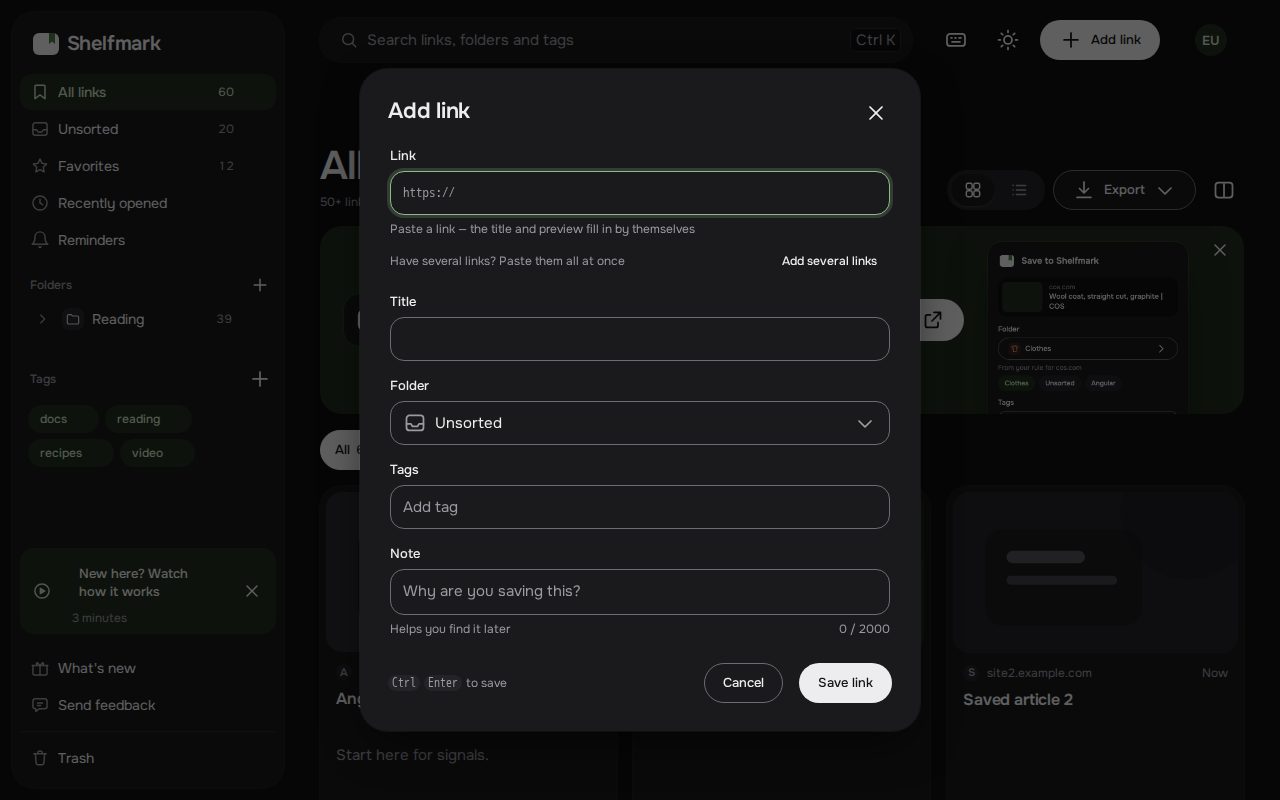 Shelfmark
All links 60
Unsorted 20
Favorites 12
Recently opened
Reminders
Folders
Reading 39
Tags
docs
reading
recipes
video
New here? Watch
how it works
3 minutes
What's new
Send feedback
Trash
Search links, folders and tags
Ctrl K
Add link
EU
Export
Save to Shelfmark
cos.com
Wool coat, straight cut, graphite |
COS
Folder
Clothes
From your rule for cos.com
Clothes
Unsorted
Angular
Tags
All
A
Start here for signals.
S
site2.example.com
Now
Saved article 2
Add link
Link
https://
Paste a link — the title and preview fill in by themselves
Have several links? Paste them all at once
Add several links
Title
Folder
Unsorted
Tags
Add tag
Note
Why are you saving this?
Helps you find it later
0 / 2000
Ctrl Enter to save
Cancel
Save link